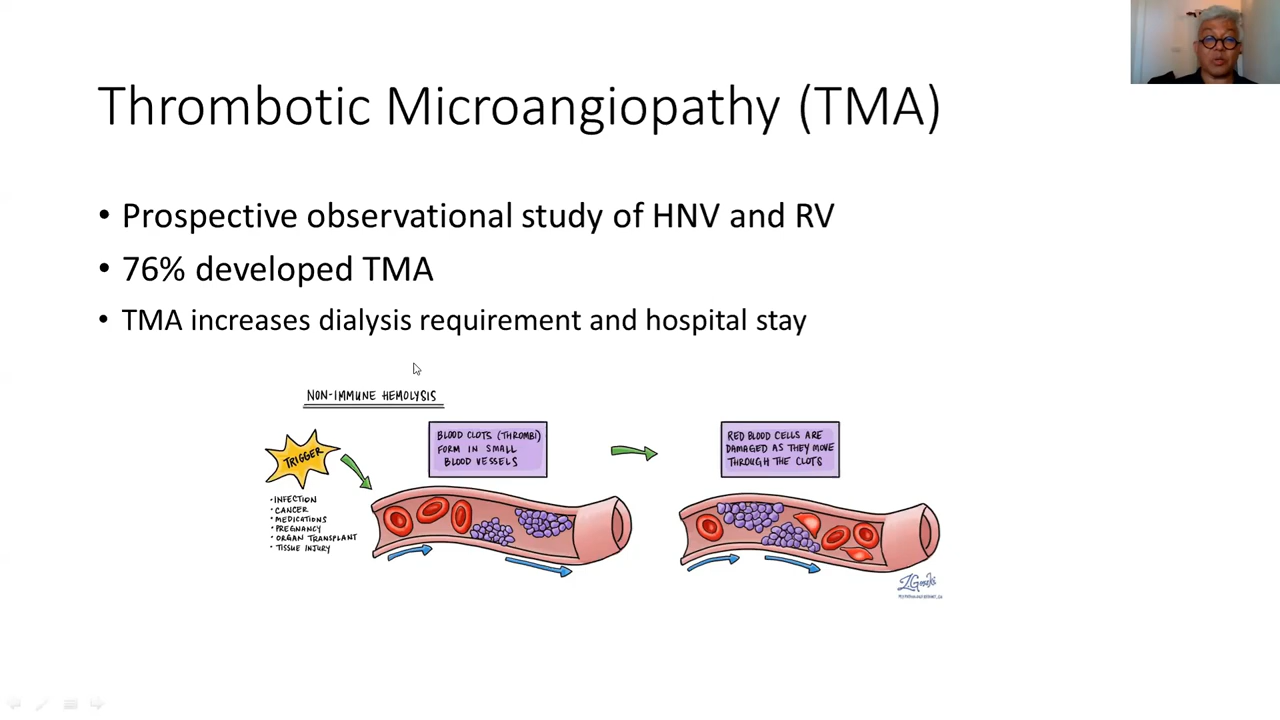 Thrombotic Microangiopathy (TMA)
• Prospective observational study of HNV and RV
• 76% developed TMA
• TMA increases dialysis requirement and hospital stay
NON-IMMUNE HEMOLYSIS
TRIGGER
•INFECTION
•CANCER
•MEDICATIONS
•PREGNANCY
•ORGAN TRANSPLANT
•TISSUE INJURY
BLOOD CLOTS (THROMBI)
FORM IN SMALL
BLOOD VESSELS
RED BLOOD CELLS ARE
DAMAGED AS THEY MOVE
THROUGH THE CLOTS